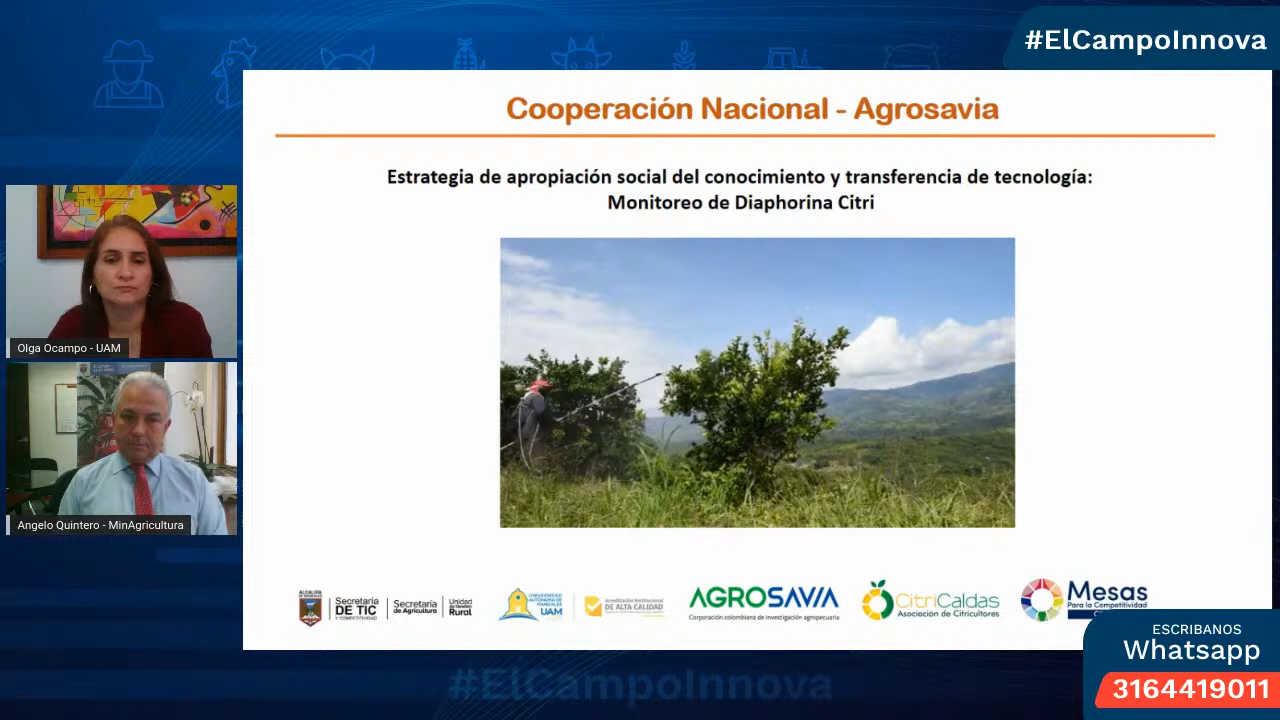 #ElCampoInnova
Cooperación Nacional - Agrosavia
Estrategia de apropiación social del conocimiento y transferencia de tecnología:
Monitoreo de Diaphorina Citri
Olga Ocampo - UAM
Angelo Quintero - MinAgricultura
ALCALDÍA
DE MANIZALES
Secretaría
DE TIC
Y COMPETITIVIDAD
Secretaría
de Agricultura
Unidad
de Gestión
Rural
UNIVERSIDAD
AUTÓNOMA DE
MANIZALES
UAM
Acreditación Institucional
DE ALTA CALIDAD
AGROSAVIA
Corporación colombiana de investigación agropecuaria
CitriCaldas
Asociación de Citricultores
Mesas
Para la Competitividad
ESCRIBANOS
Whatsapp
3164419011
#ElCampoInnova